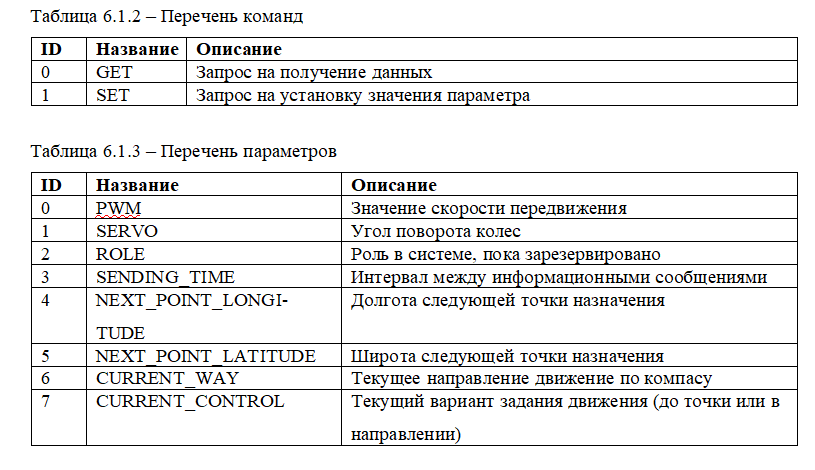 Таблица 6.1.2 – Перечень команд
ID Название Описание
0 GET Запрос на получение данных
1 SET Запрос на установку значения параметра
Таблица 6.1.3 – Перечень параметров
ID Название Описание
0 PWM Значение скорости передвижения
1 SERVO Угол поворота колес
2 ROLE Роль в системе, пока зарезервировано
3 SENDING_TIME Интервал между информационными сообщениями
4 NEXT_POINT_LONGI- Долгота следующей точки назначения
TUDE
5 NEXT_POINT_LATITUDE Широта следующей точки назначения
6 CURRENT_WAY Текущее направление движение по компасу
7 CURRENT_CONTROL Текущий вариант задания движения (до точки или в
направлении)